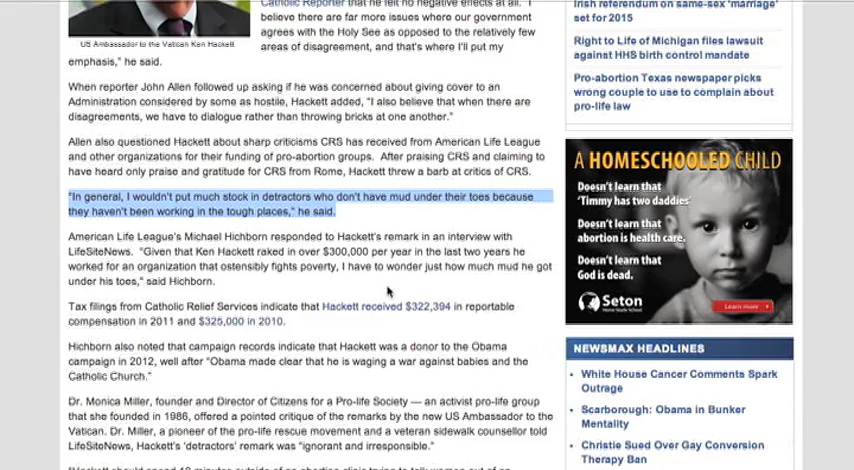 Catholic Reporter that he felt no negative effects at all. "I
believe there are far more issues where our government
agrees with the Holy See as opposed to the relatively few
areas of disagreement, and that's where I'll put my
US Ambassador to the Vatican Ken Hackett
emphasis," he said.
When reporter John Allen followed up asking if he was concerned about giving cover to an
Administration considered by some as hostile, Hackett added, "I also believe that when there are
disagreements, we have to dialogue rather than throwing bricks at one another."
Allen also questioned Hackett about sharp criticisms CRS has received from American Life League
and other organizations for their funding of pro-abortion groups.  After praising CRS and claiming to
have heard only praise and gratitude for CRS from Rome, Hackett threw a barb at critics of CRS.
"In general, I wouldn't put much stock in detractors who don't have mud under their toes because
they haven't been working in the tough places," he said.
American Life League's Michael Hichborn responded to Hackett's remark in an interview with
LifeSiteNews.  "Given that Ken Hackett raked in over $300,000 per year in the last two years he
worked for an organization that ostensibly fights poverty, I have to wonder just how much mud he got
under his toes," said Hichborn.
Tax filings from Catholic Relief Services indicate that Hackett received $322,394 in reportable
compensation in 2011 and $325,000 in 2010.
Hichborn also noted that campaign records indicate that Hackett was a donor to the Obama
campaign in 2012, well after "Obama made clear that he is waging a war against babies and the
Catholic Church."
Dr. Monica Miller, founder and Director of Citizens for a Pro-life Society — an activist pro-life group
that she founded in 1986, offered a pointed critique of the remarks by the new US Ambassador to the
Vatican. Dr. Miller, a pioneer of the pro-life rescue movement and a veteran sidewalk counsellor told
LifeSiteNews, Hackett's 'detractors' remark was "ignorant and irresponsible."
Irish referendum on same-sex 'marriage'
set for 2015
Right to Life of Michigan files lawsuit
against HHS birth control mandate
Pro-abortion Texas newspaper picks
wrong couple to use to complain about
pro-life law
A HOMESCHOOLED CHILD
Doesn't learn that
'Timmy has two daddies'
Doesn't learn that
abortion is health care.
Doesn't learn that
God is dead.
Seton
Home Study School
Learn more
NEWSMAX HEADLINES
White House Cancer Comments Spark
Outrage
Scarborough: Obama in Bunker
Mentality
Christie Sued Over Gay Conversion
Therapy Ban